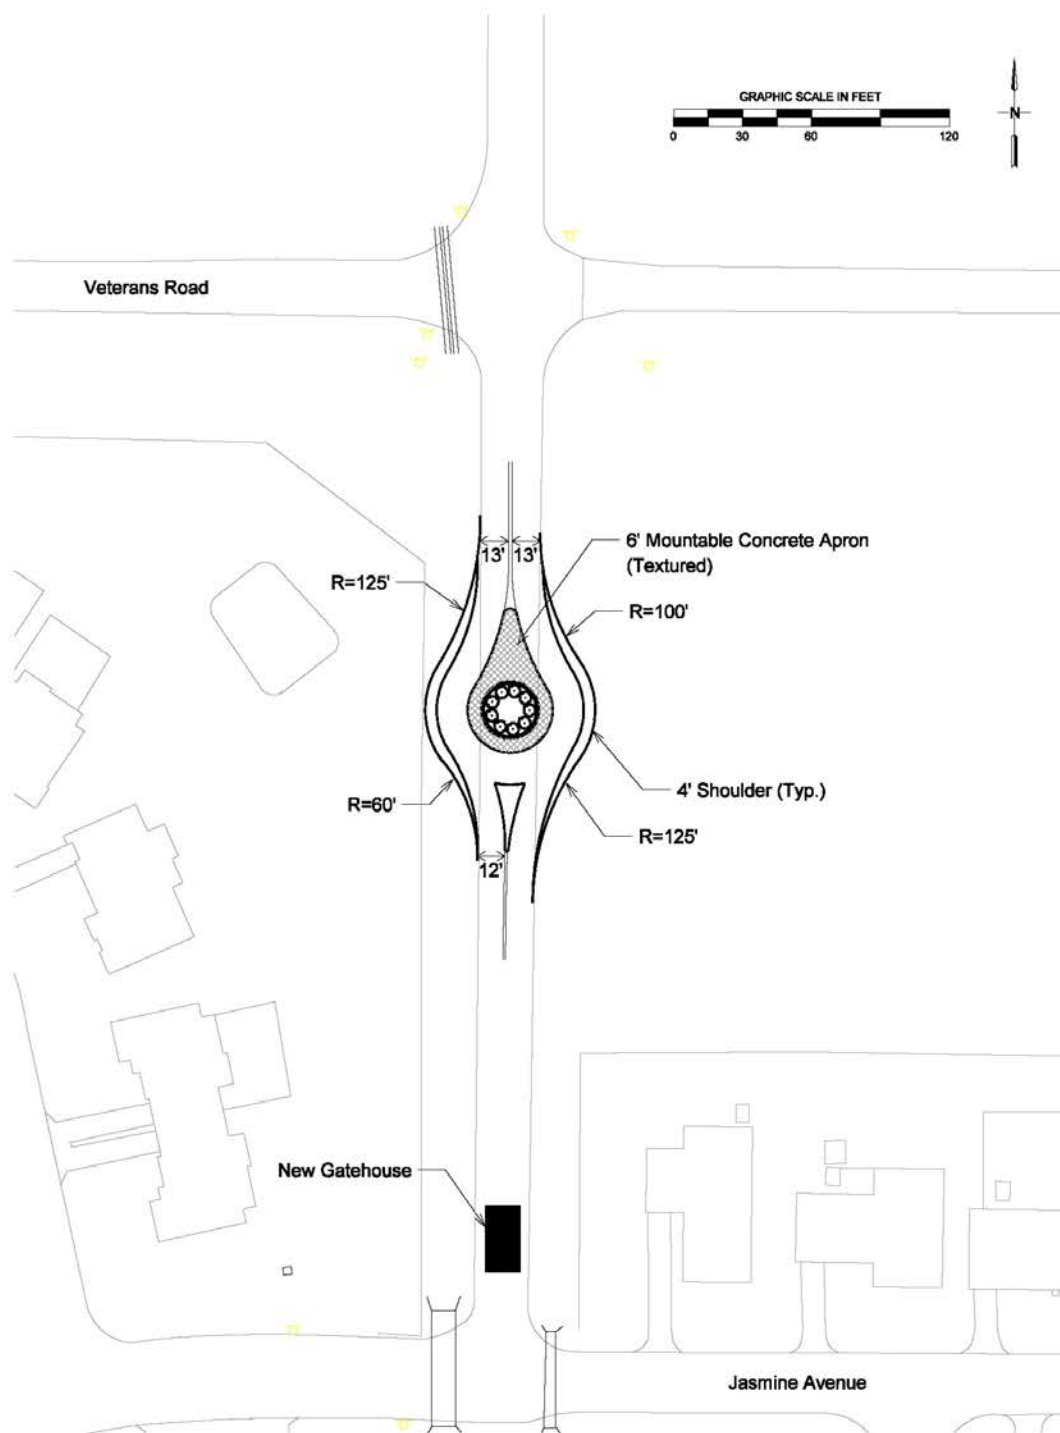 GRAPHIC SCALE IN FEET
0 30 60 120
N
Veterans Road
13' 13'
6' Mountable Concrete Apron
(Textured)
R=125'
R=100'
4' Shoulder (Typ.)
R=60'
R=125'
12'
New Gatehouse
Jasmine Avenue